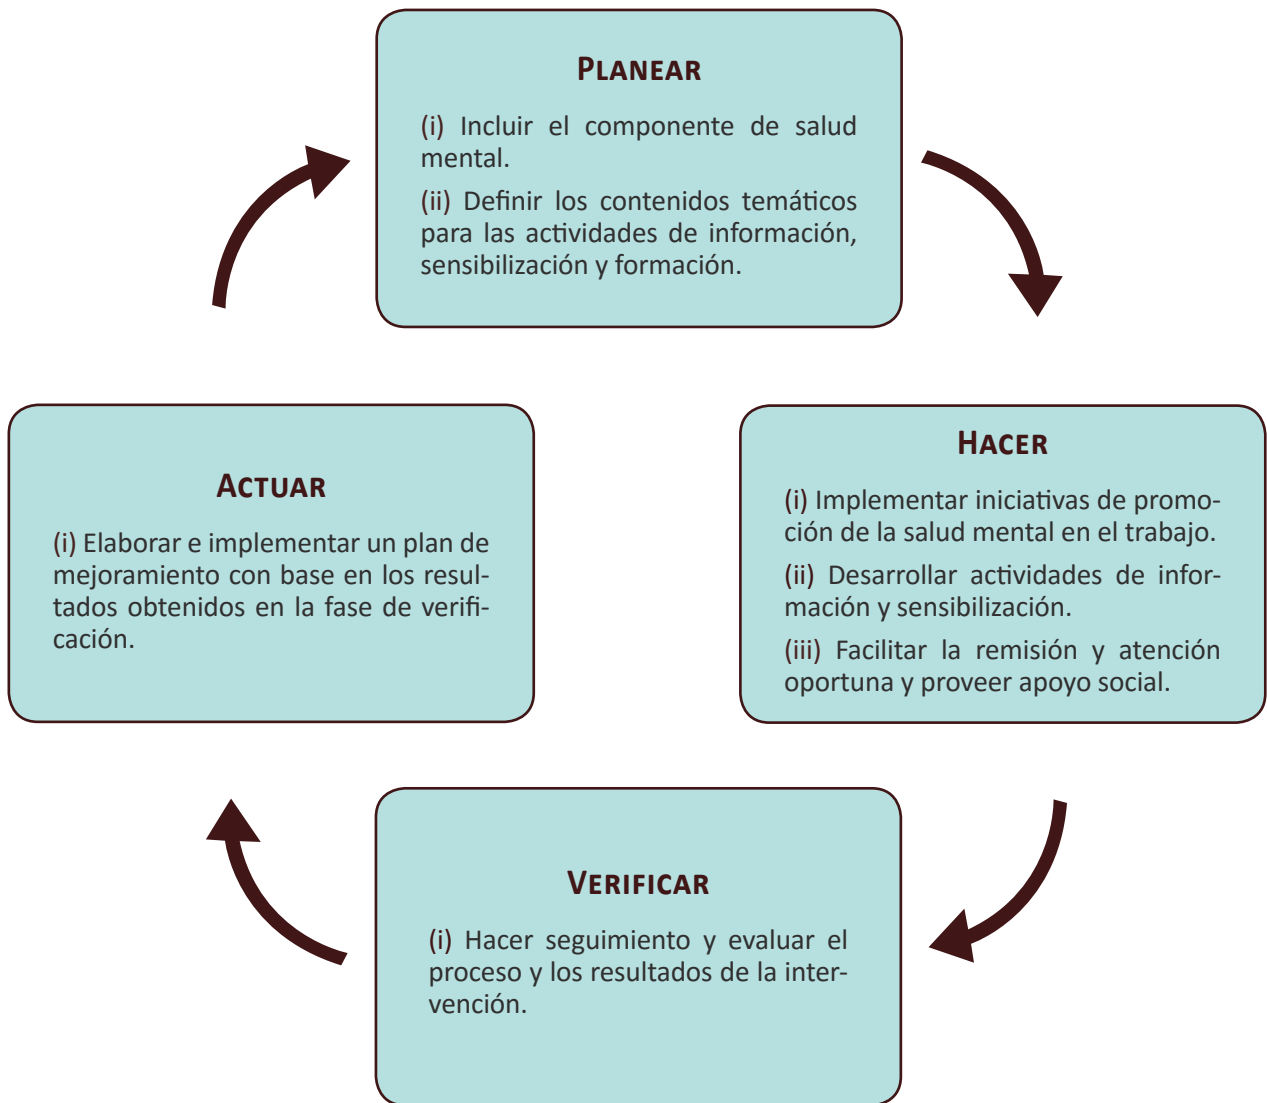 PLANEAR
(i) Incluir el componente de salud
mental.
(ii) Definir los contenidos temáticos
para las actividades de información,
sensibilización y formación.
HACER
(i) Implementar iniciativas de promo-
ción de la salud mental en el trabajo.
(ii) Desarrollar actividades de infor-
mación y sensibilización.
(iii) Facilitar la remisión y atención
oportuna y proveer apoyo social.
VERIFICAR
(i) Hacer seguimiento y evaluar el
proceso y los resultados de la inter-
vención.
ACTUAR
(i) Elaborar e implementar un plan de
mejoramiento con base en los resul-
tados obtenidos en la fase de verifi-
cación.